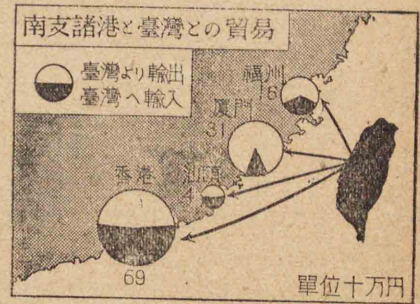 南支諸港と臺灣との貿易
臺灣より輸出
臺灣へ輸入
福州
16
廈門
31
汕頭
4
香港
69
單位十万円